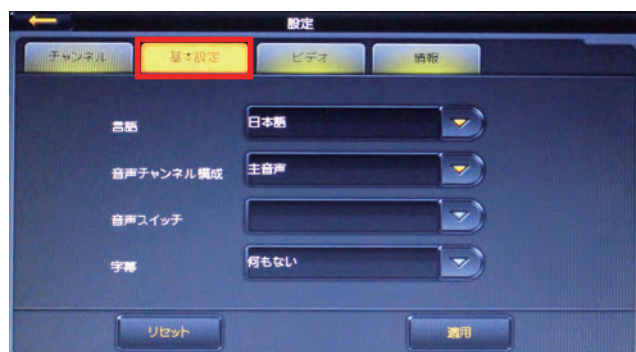 設定
チャンネル 基本設定 ビデオ 情報
言語 日本語
音声チャンネル構成 主音声
音声スイッチ
字幕 何もない
リセット 適用